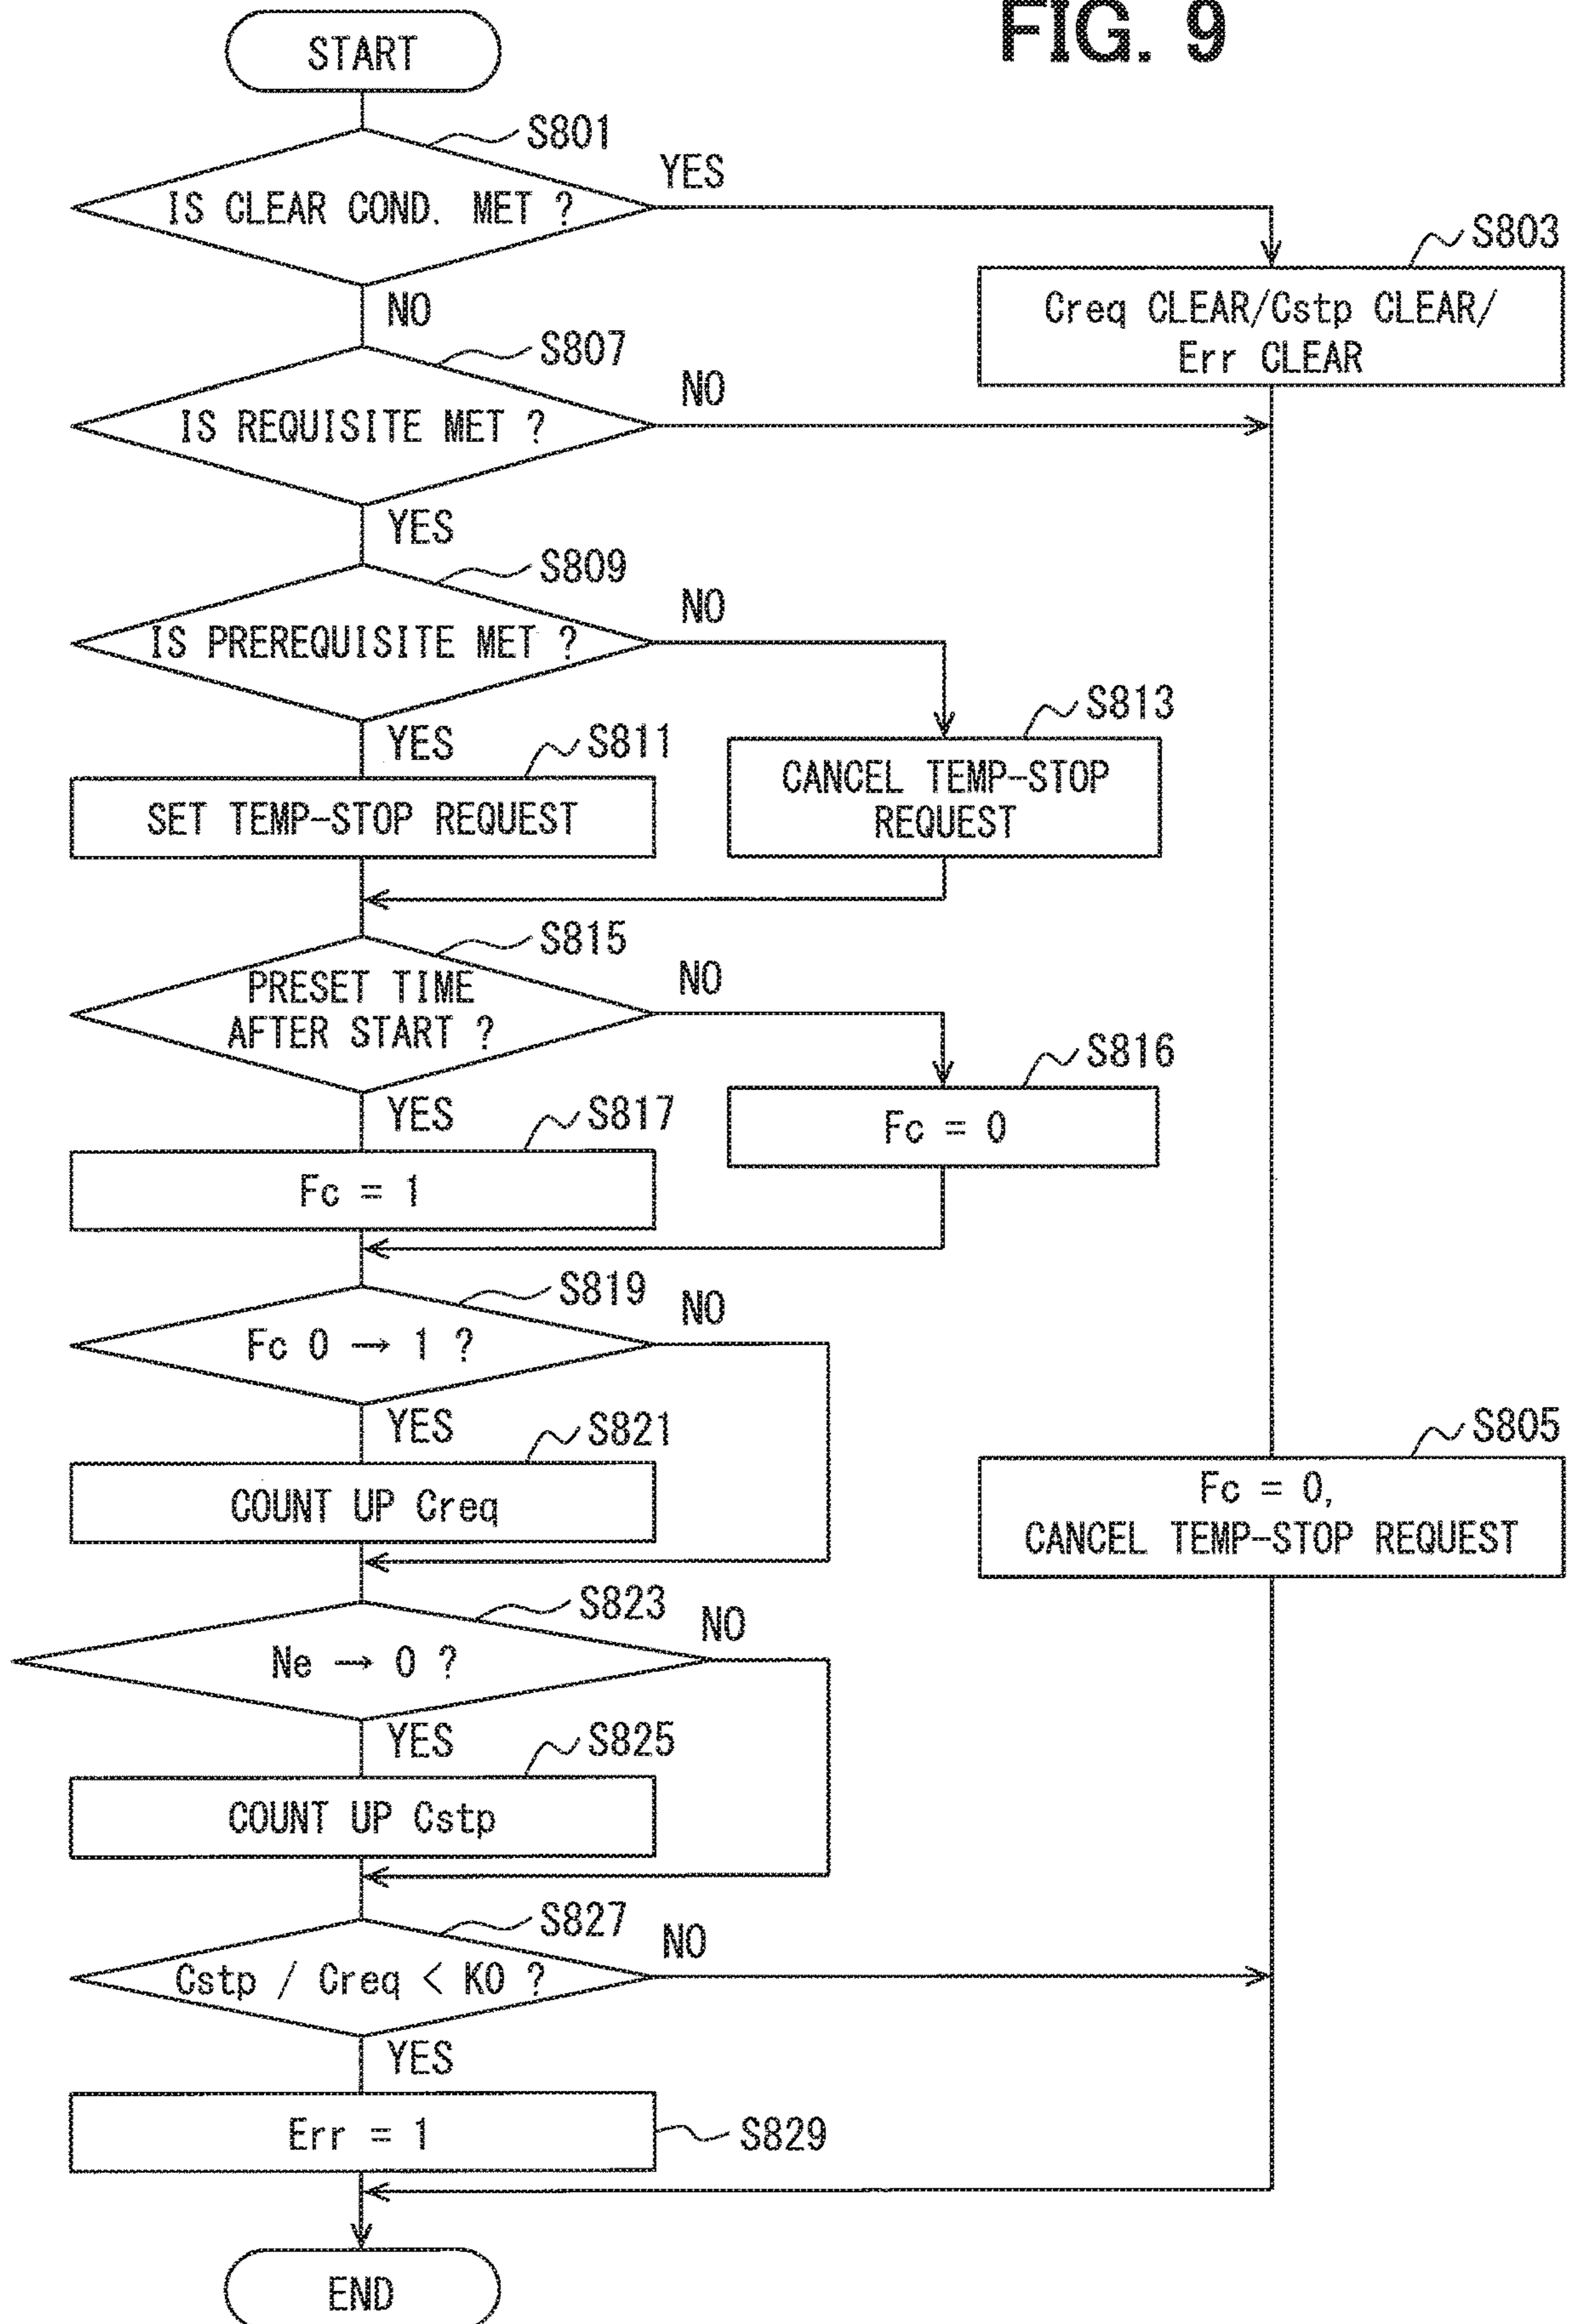 FIG. 9
START
S801
IS CLEAR COND. MET ?
YES
NO
S803
Creq CLEAR/Cstp CLEAR/
Err CLEAR
S807
IS REQUISITE MET ?
NO
YES
S809
IS PREREQUISITE MET ?
NO
YES
S811
SET TEMP-STOP REQUEST
S813
CANCEL TEMP-STOP
REQUEST
S815
PRESET TIME
AFTER START ?
NO
YES
S816
Fc = 0
S817
Fc = 1
S819
Fc 0 → 1 ?
NO
YES
S821
COUNT UP Creq
S805
Fc = 0,
CANCEL TEMP-STOP REQUEST
S823
Ne → 0 ?
NO
YES
S825
COUNT UP Cstp
S827
Cstp / Creq < K0 ?
NO
YES
Err = 1
S829
END